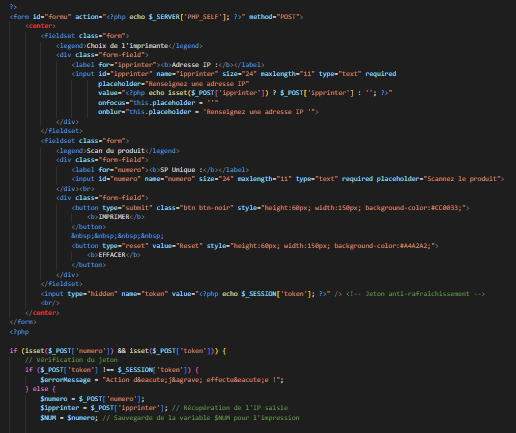 ?>
<form id="formu" action="<?php echo $_SERVER['PHP_SELF']; ?>" method="POST">
<center>
<fieldset class="form">
<legend>Choix de l'imprimante</legend>
<div class="form-field">
<label for="ipprinter"><b>Adresse IP :</b></label>
<input id="ipprinter" name="ipprinter" size="24" maxlength="11" type="text" required
placeholder="Renseignez une adresse IP"
value="<?php echo isset($_POST['ipprinter']) ? $_POST['ipprinter'] : ''; ?>"
onfocus="this.placeholder = ''"
onblur="this.placeholder = 'Renseignez une adresse IP '">
</div>
</fieldset>
<fieldset class="form">
<legend>Scan du produit</legend>
<div class="form-field">
<label for="numero"><b>SP Unique :</b></label>
<input id="numero" name="numero" size="24" maxlength="11" type="text" required placeholder="Scannez le produit">
</div><br>
<div class="form-field">
<button type="submit" class="btn btn-noir" style="height:60px; width:150px; background-color:#CC0033;">
<b>IMPRIMER</b>
</button>
&nbsp;&nbsp;&nbsp;&nbsp;
<button type="reset" value="Reset" style="height:60px; width:150px; background-color:#A4A2A2;">
<b>EFFACER</b>
</button>
</div>
</fieldset>
<input type="hidden" name="token" value="<?php echo $_SESSION['token']; ?>" /> <!-- Jeton anti-rafraichissement -->
<br/>
</center>
</form>
<?php
if (isset($_POST['numero']) && isset($_POST['token'])) {
// Vérification du jeton
if ($_POST['token'] !== $_SESSION['token']) {
$errorMessage = "Action d&eacute;j&agrave; effectu&eacute;e !";
} else {
$numero = $_POST['numero'];
$ipprinter = $_POST['ipprinter']; // Récupération de l'IP saisie
$NUM = $numero; // Sauvegarde de la variable $NUM pour l'impression